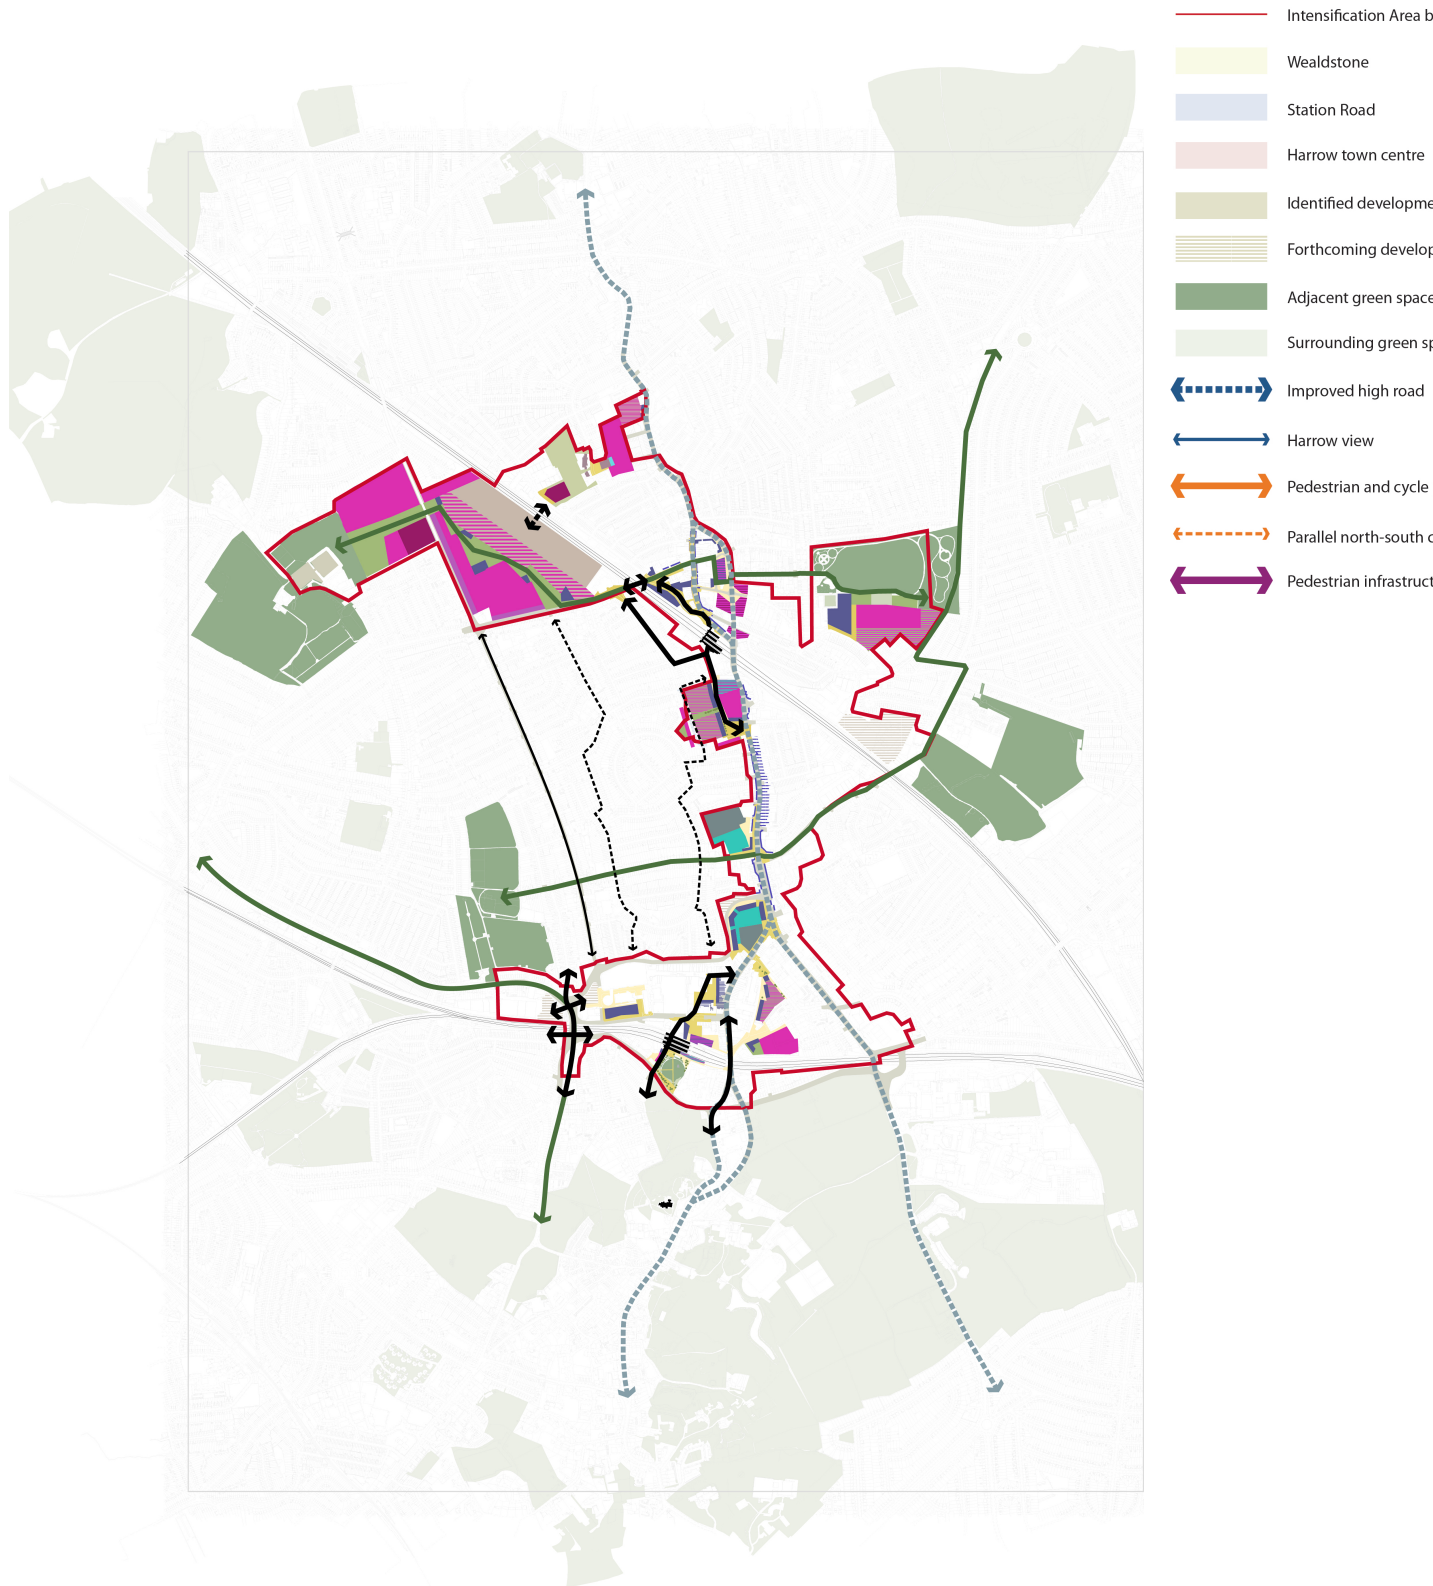 Intensification Area b
Wealdstone
Station Road
Harrow town centre
Identified developme
Forthcoming develop
Adjacent green space
Surrounding green sp
Improved high road
Harrow view
Pedestrian and cycle
Parallel north-south c
Pedestrian infrastruct